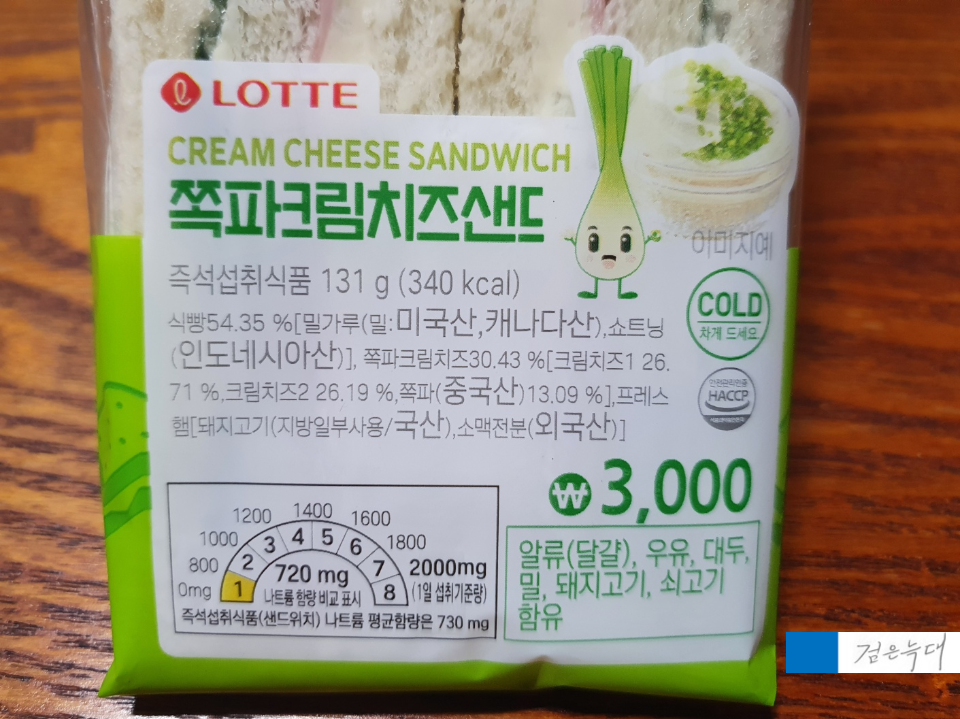 LOTTE
CREAM CHEESE SANDWICH
쪽파크림치즈샌드
이미지예
즉석섭취식품 131 g (340 kcal)
식빵54.35 %[밀가루(밀:미국산,캐나다산),쇼트닝
(인도네시아산)], 쪽파크림치즈30.43 %[크림치즈1 26.
71 %,크림치즈2 26.19 %,쪽파(중국산)13.09 %],프레스
햄[돼지고기(지방일부사용/국산),소맥전분(외국산)]
COLD
차게 드세요
안전관리인증
HACCP
₩3,000
0mg 800 1000 1200 1400 1600 1800 2000mg
(1일 섭취기준량)
1 2 3 4 5 6 7 8
720 mg
나트륨 함량 비교 표시
즉석섭취식품(샌드위치) 나트륨 평균함량은 730 mg
알류(달걀), 우유, 대두,
밀, 돼지고기, 쇠고기
함유
검은늑대